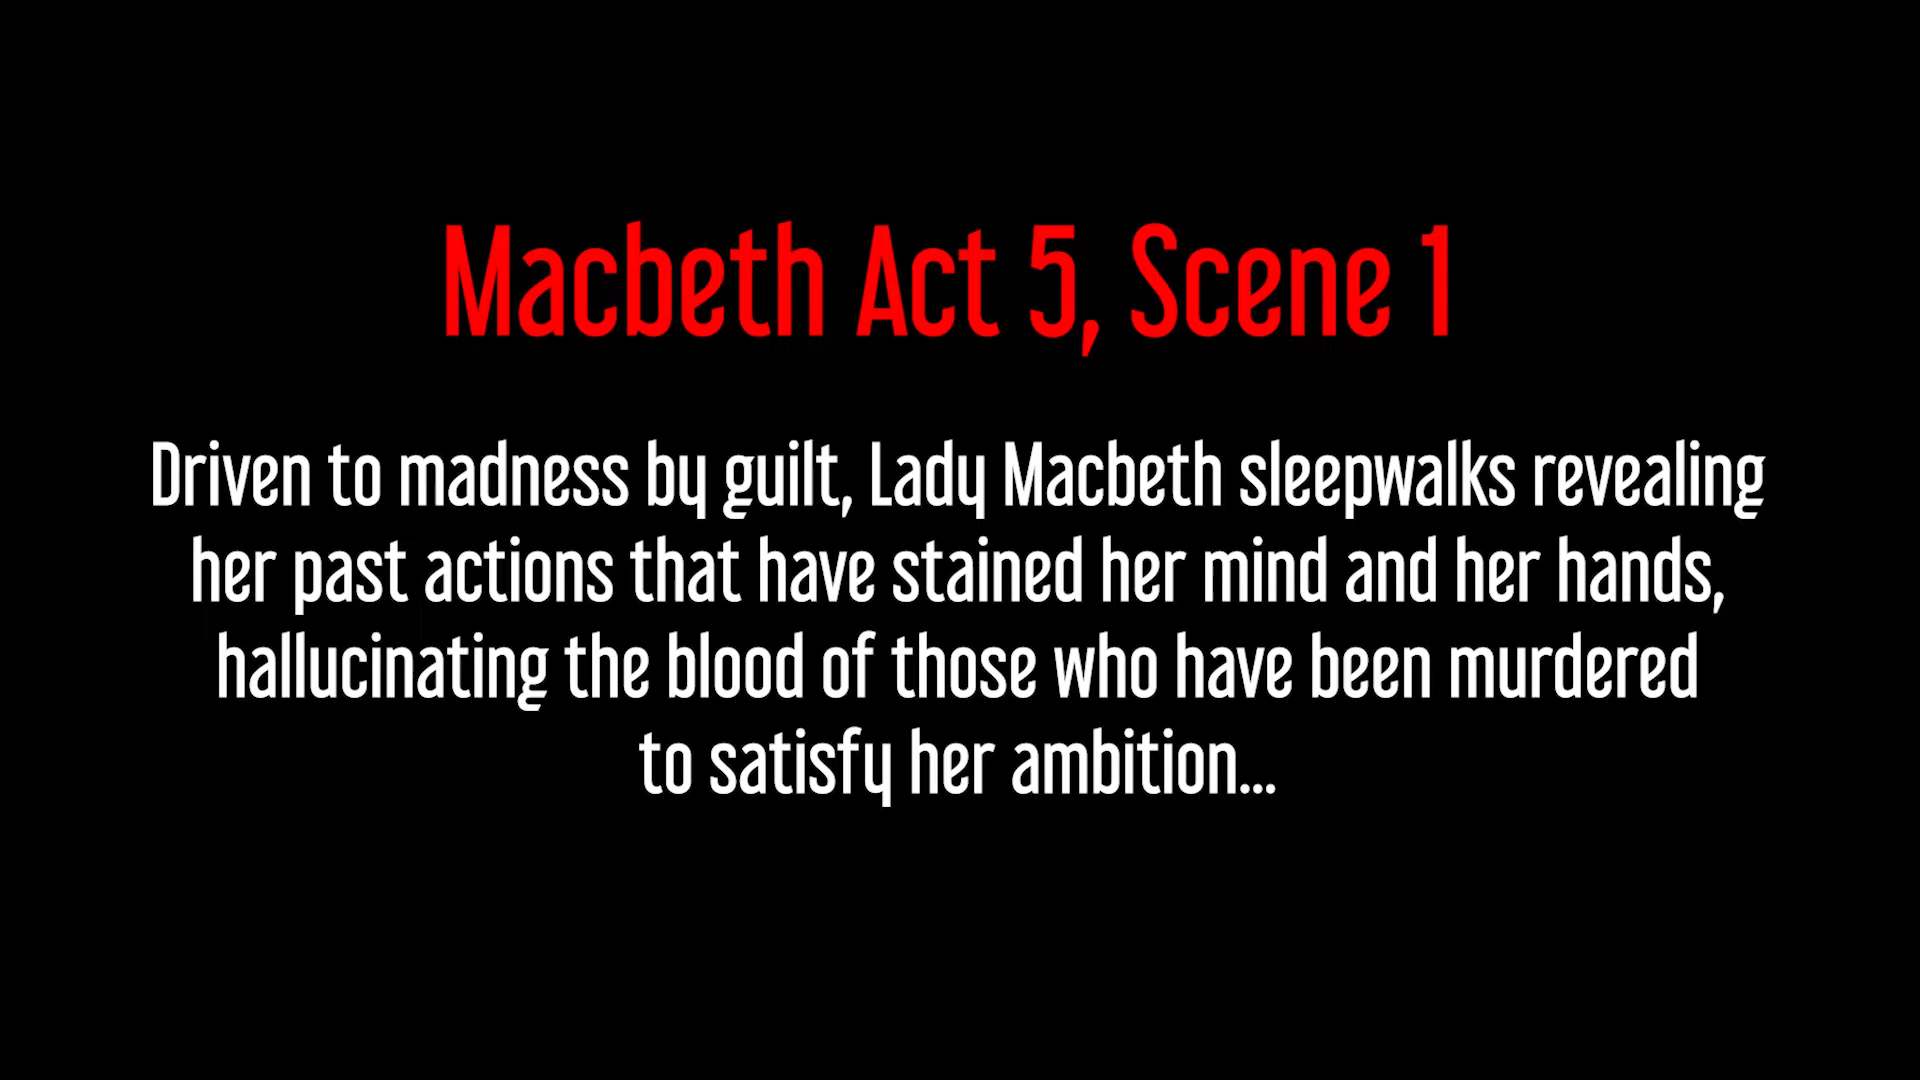 Macbeth Act 5, Scene 1
Driven to madness by guilt, Lady Macbeth sleepwalks revealing
her past actions that have stained her mind and her hands,
hallucinating the blood of those who have been murdered
to satisfy her ambition...